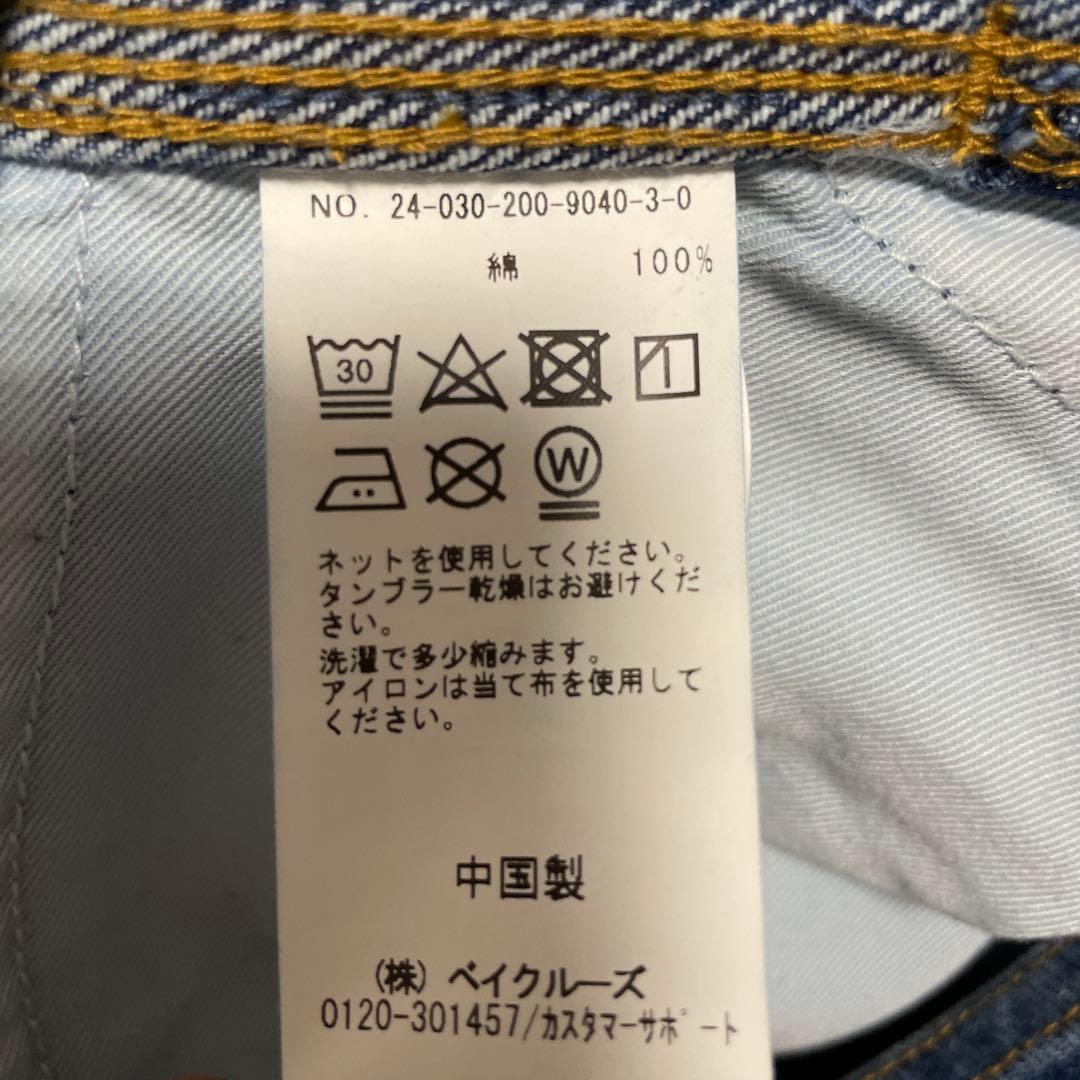 NO. 24-030-200-9040-3-0
綿 100%
30
W
ネットを使用してください。
タンブラー乾燥はお避けくだ
さい。
洗濯で多少縮みます。
アイロンは当て布を使用して
ください。
中国製
(株) ベイクルーズ
0120-301457/カスタマーサポート